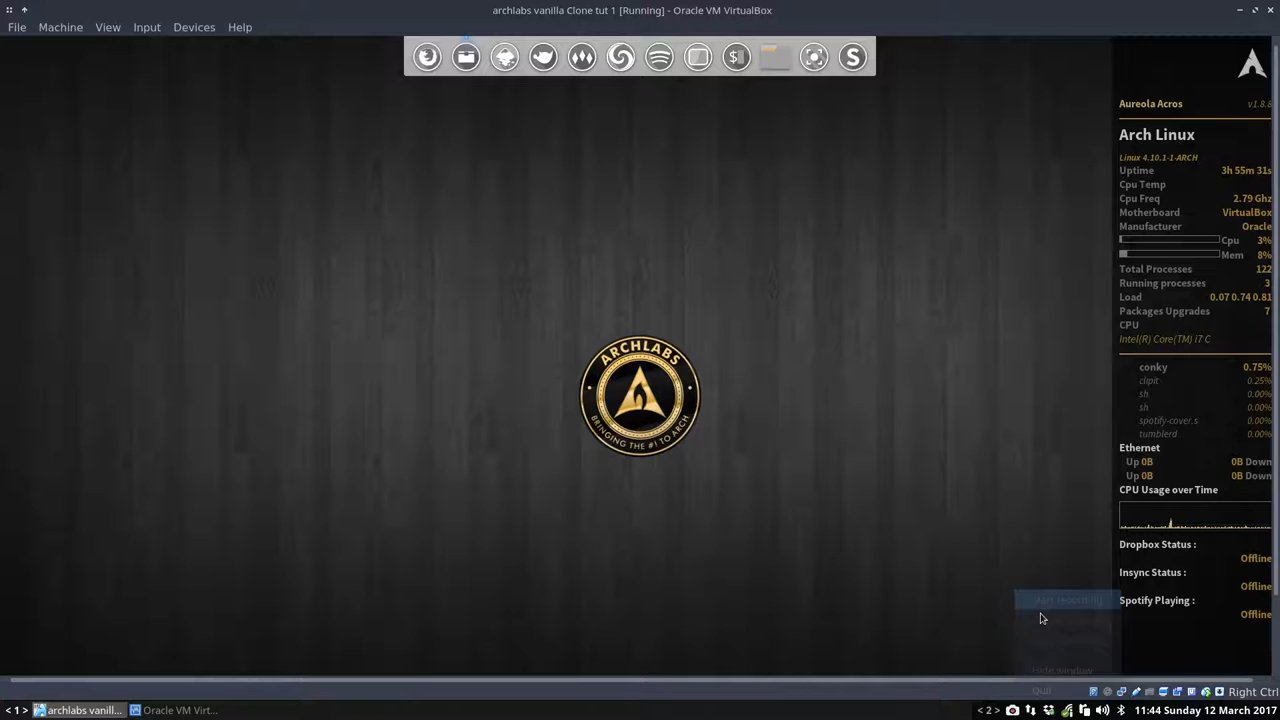 archlabs vanilla Clone tut 1 [Running] - Oracle VM VirtualBox
File Machine View Input Devices Help
Aureola Acros v1.8.8
Arch Linux
Linux 4.10.1-1-ARCH
Uptime 3h 55m 31s
Cpu Temp
Cpu Freq 2.79 Ghz
Motherboard VirtualBox
Manufacturer Oracle
Cpu 3%
Mem 8%
Total Processes 122
Running processes 3
Load 0.07 0.74 0.81
Packages Upgrades 7
CPU
Intel(R) Core(TM) I7 C
conky 0.75%
clipit 0.25%
sh 0.00%
sh 0.00%
spotify-cover.s 0.00%
tumblerd 0.00%
Ethernet
Up 0B 0B Down
Up 0B 0B Down
CPU Usage over Time
Dropbox Status : 
Offline
Insync Status :
Offline
Spotify Playing :
Offline
ARCHLABS
BRINGING THE #1 TO ARCH
Start recording
Hide window
Quit
Right Ctrl
< 1 > archlabs vanill... Oracle VM Virt... < 2 > 11:44 Sunday 12 March 2017